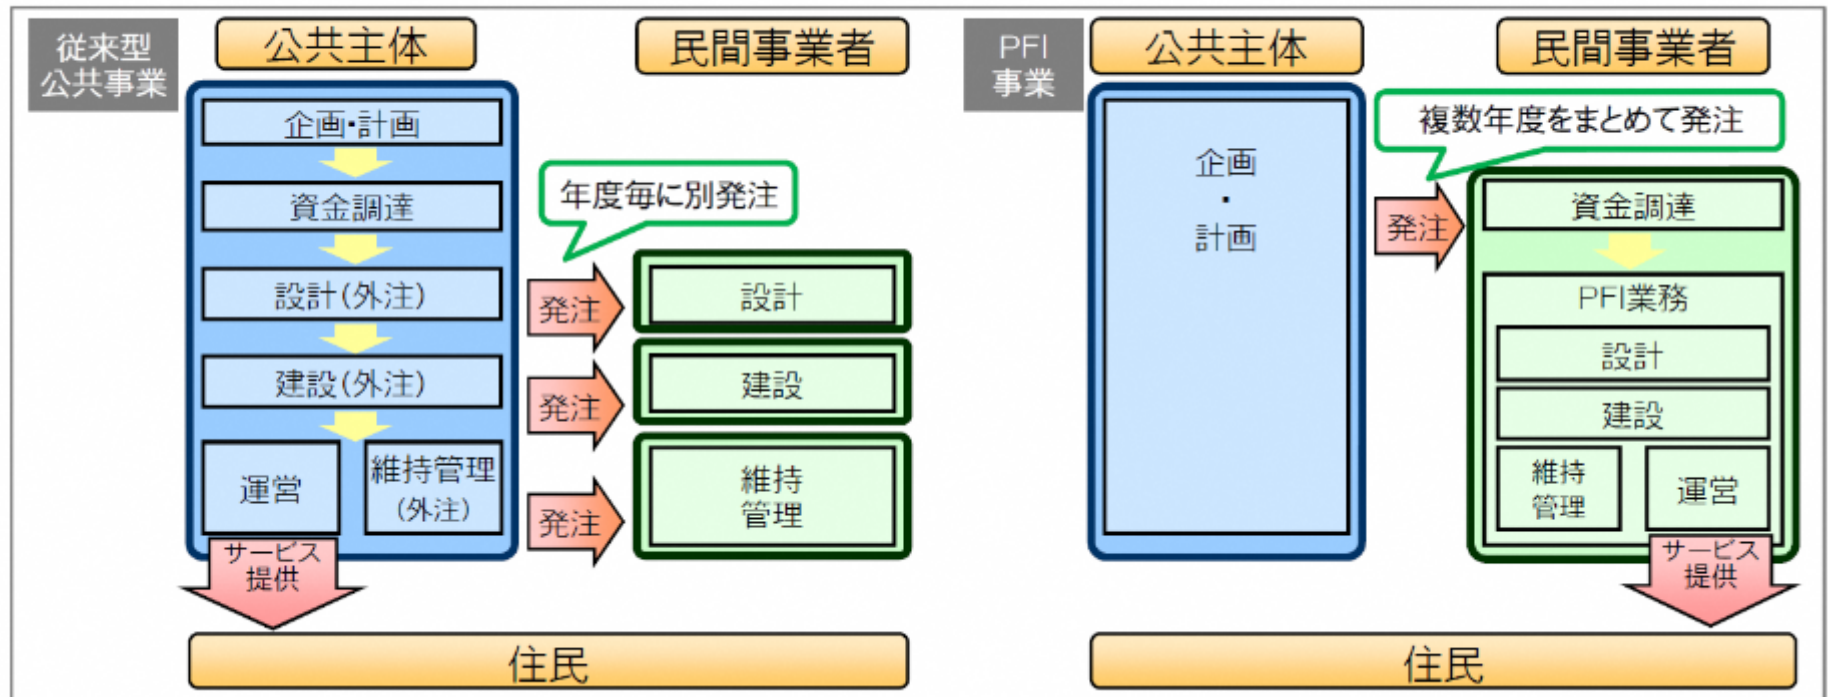 従来型
公共事業
公共主体
民間事業者
企画・計画
資金調達
設計(外注)
建設(外注)
運営
維持管理
(外注)
年度毎に別発注
発注
発注
発注
設計
建設
維持
管理
サービス
提供
住民
PFI
事業
公共主体
民間事業者
企画
・
計画
複数年度をまとめて発注
発注
資金調達
PFI業務
設計
建設
維持
管理
運営
サービス
提供
住民